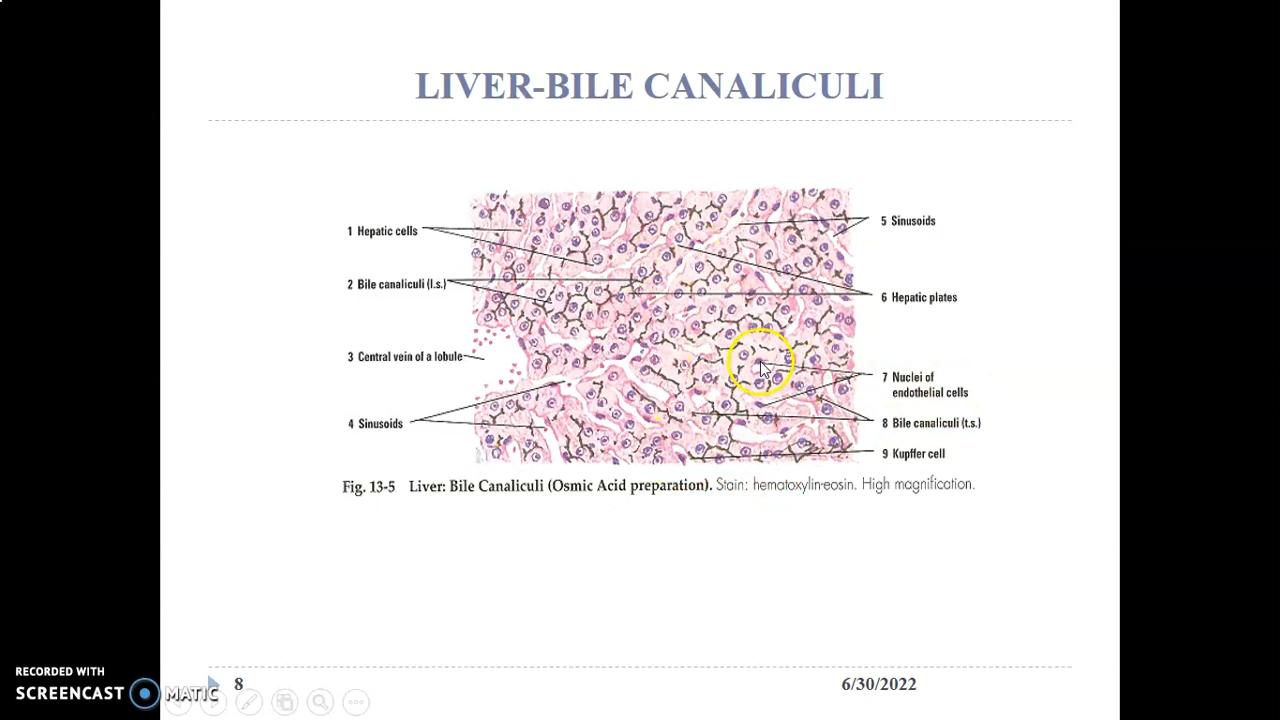 LIVER-BILE CANALICULI
1 Hepatic cells
2 Bile canaliculi (l.s.)
3 Central vein of a lobule
4 Sinusoids
5 Sinusoids
6 Hepatic plates
7 Nuclei of
endothelial cells
8 Bile canaliculi (t.s.)
9 Kupffer cell
Fig. 13-5 Liver: Bile Canaliculi (Osmic Acid preparation). Stain: hematoxylin-eosin. High magnification.
RECORDED WITH
SCREENCAST MATIC
8
6/30/2022